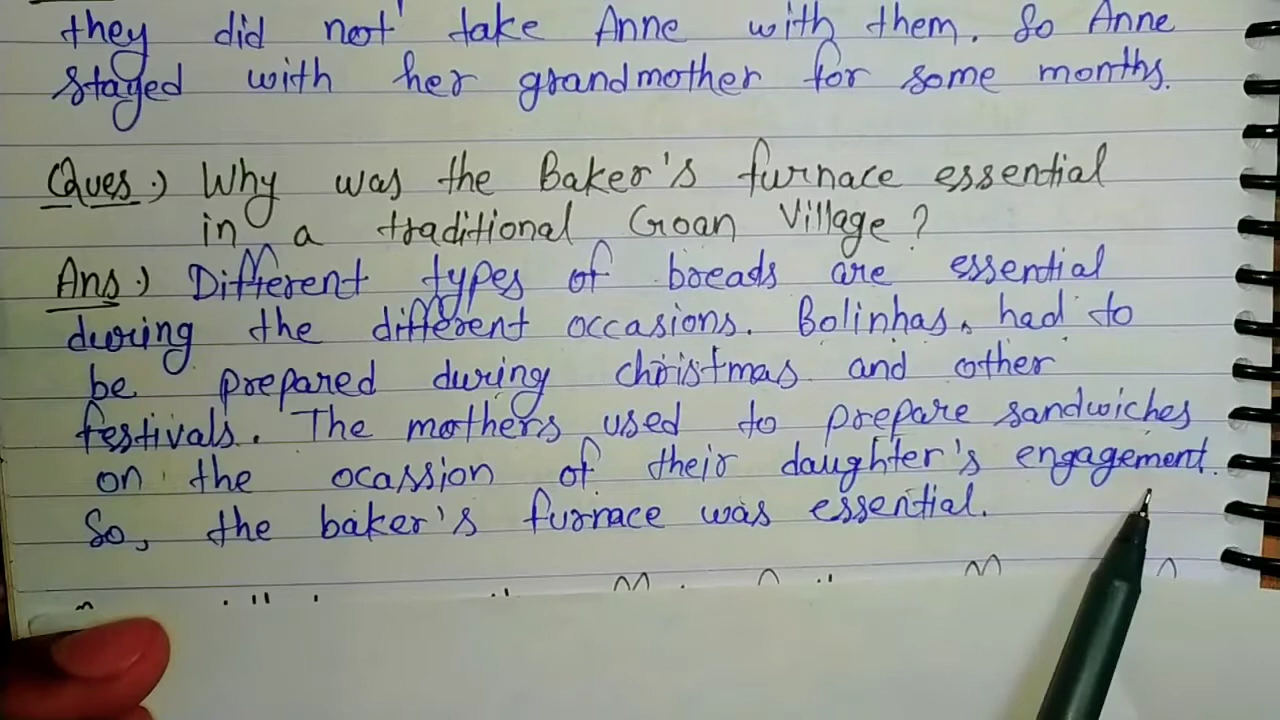 they did not take Anne with them. So Anne
stayed with her grandmother for some months.
Ques.) Why was the Baker's furnace essential
in a traditional Goan Village?
Ans.) Different types of breads are essential
during the different occasions. Bolinhas, had to
be prepared during christmas and other
festivals. The mothers used to prepare sandwiches
on the ocassion of their daughter's engagement.
So, the baker's furnace was essential.